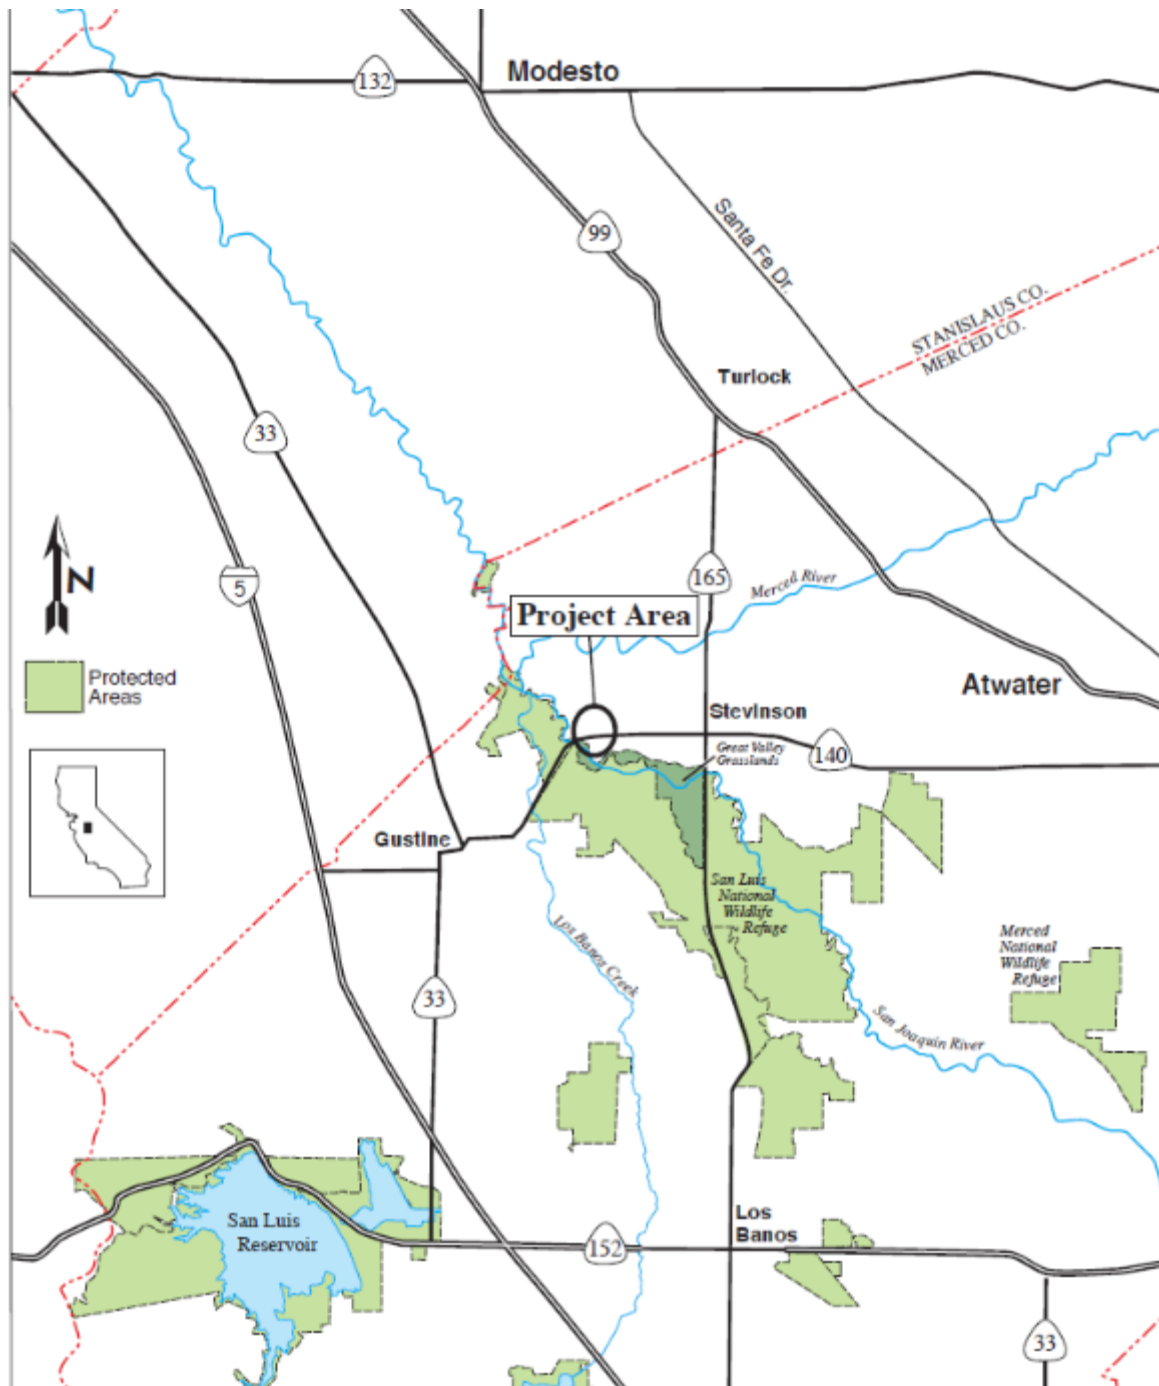 Modesto
132
99
Santa Fe Dr.
STANISLAUS CO.
MERCED CO.
Turlock
33
N
5
165
Merced River
Project Area
Protected
Areas
Atwater
Stevinson
Great Valley
Grasslands
140
Gustine
San Luis
National
Wildlife
Refuge
Los Banos Creek
Merced
National
Wildlife
Refuge
33
San Joaquin River
San Luis
Reservoir
Los
Banos
152
33